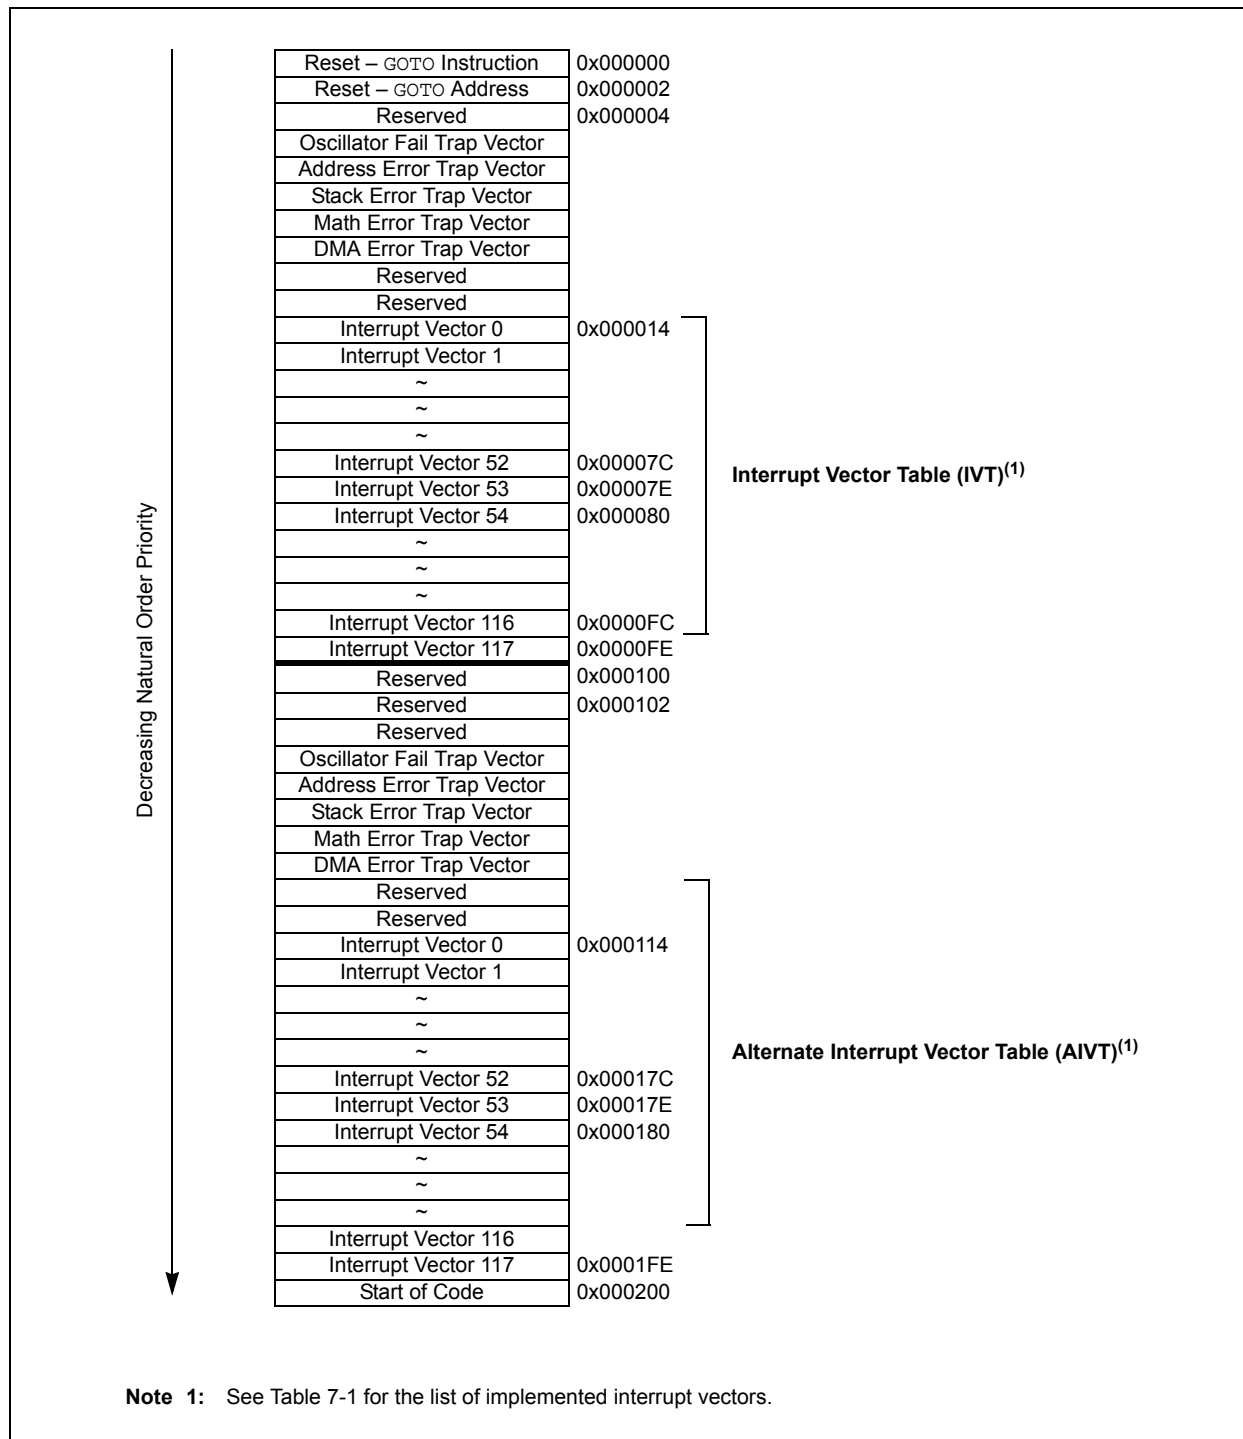 Decreasing Natural Order Priority
Reset – GOTO Instruction 0x000000
Reset – GOTO Address 0x000002
Reserved 0x000004
Oscillator Fail Trap Vector
Address Error Trap Vector
Stack Error Trap Vector
Math Error Trap Vector
DMA Error Trap Vector
Reserved
Reserved
Interrupt Vector 0 0x000014
Interrupt Vector 1
~
~
~
Interrupt Vector 52 0x00007C
Interrupt Vector 53 0x00007E
Interrupt Vector 54 0x000080
~
~
~
Interrupt Vector 116 0x0000FC
Interrupt Vector 117 0x0000FE
Interrupt Vector Table (IVT)(1)
Reserved 0x000100
Reserved 0x000102
Reserved
Oscillator Fail Trap Vector
Address Error Trap Vector
Stack Error Trap Vector
Math Error Trap Vector
DMA Error Trap Vector
Reserved
Reserved
Interrupt Vector 0 0x000114
Interrupt Vector 1
~
~
~
Interrupt Vector 52 0x00017C
Interrupt Vector 53 0x00017E
Interrupt Vector 54 0x000180
~
~
~
Interrupt Vector 116
Interrupt Vector 117 0x0001FE
Start of Code 0x000200
Alternate Interrupt Vector Table (AIVT)(1)
Note 1: See Table 7-1 for the list of implemented interrupt vectors.